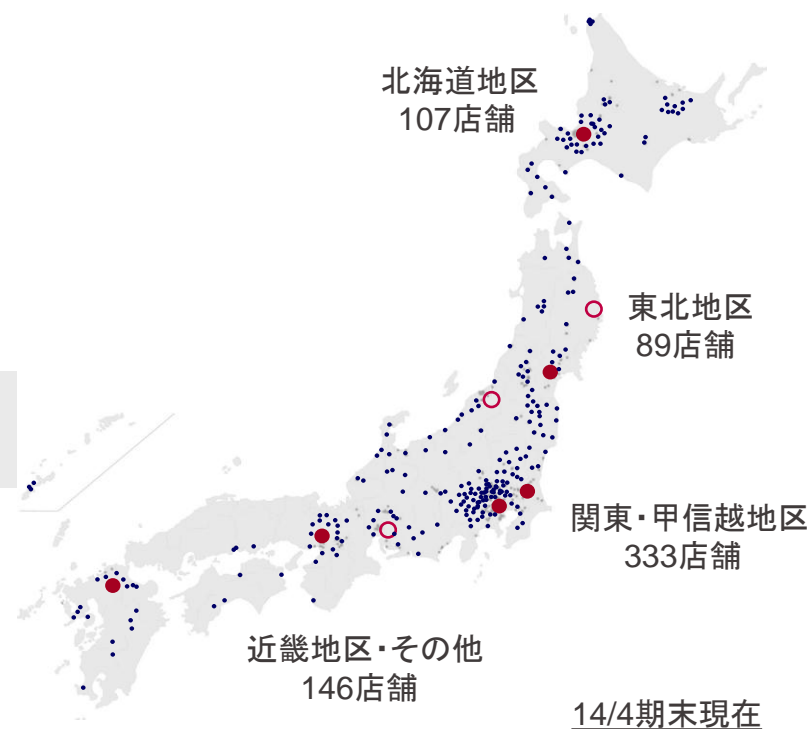 北海道地区
107店舗
東北地区
89店舗
関東・甲信越地区
333店舗
近畿地区・その他
146店舗
14/4期末現在